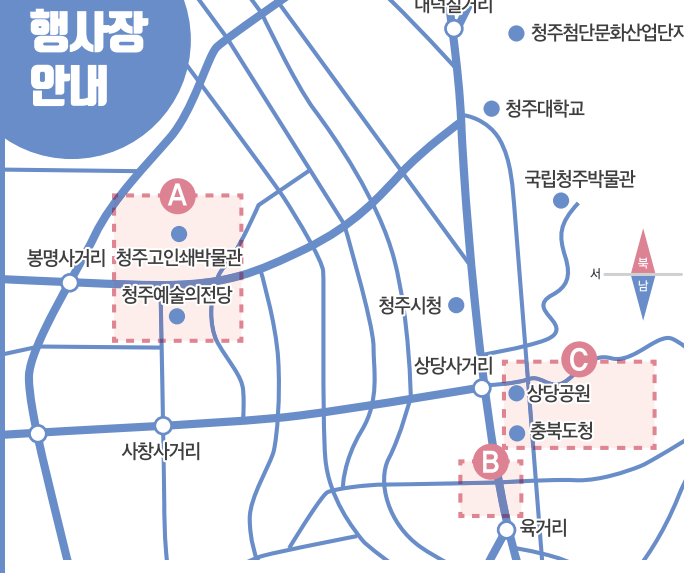 행사장
안내
내덕칠거리
청주첨단문화산업단지
청주대학교
국립청주박물관
A
봉명사거리
청주고인쇄박물관
북
서
남
청주예술의전당
청주시청
상당사거리
C
상당공원
충북도청
사창사거리
B
육거리